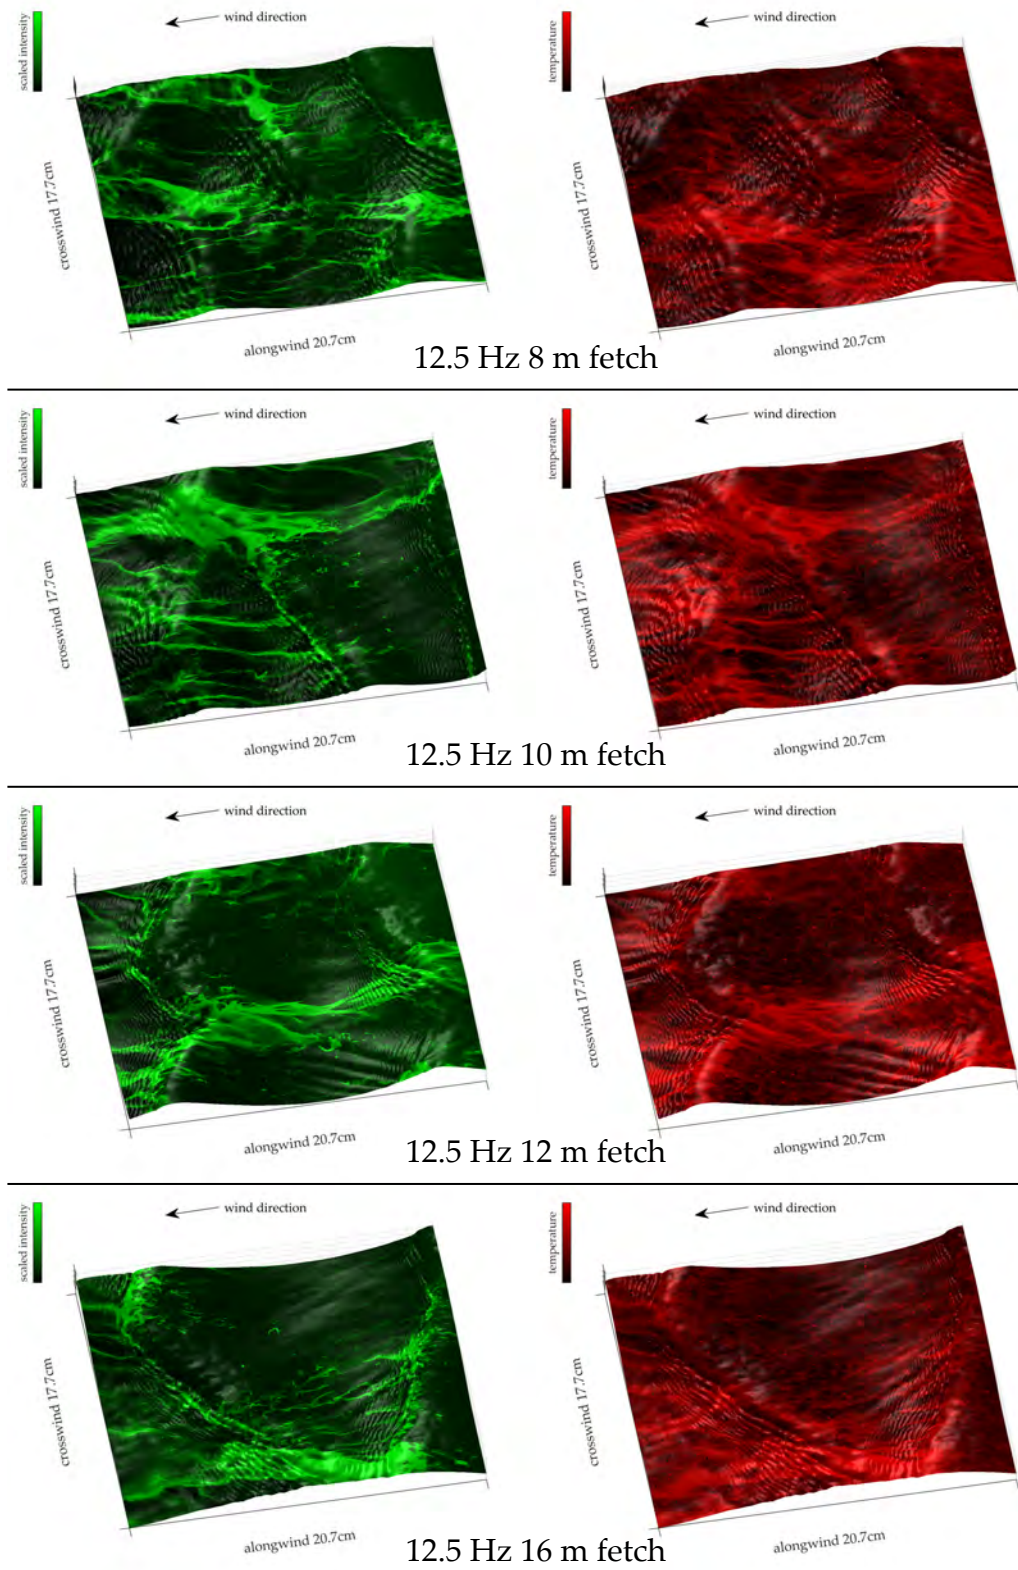 scaled intensity
wind direction
crosswind 17.7cm
alongwind 20.7cm
temperature
wind direction
crosswind 17.7cm
alongwind 20.7cm
12.5 Hz 8 m fetch
scaled intensity
wind direction
crosswind 17.7cm
alongwind 20.7cm
temperature
wind direction
crosswind 17.7cm
alongwind 20.7cm
12.5 Hz 10 m fetch
scaled intensity
wind direction
crosswind 17.7cm
alongwind 20.7cm
temperature
wind direction
crosswind 17.7cm
alongwind 20.7cm
12.5 Hz 12 m fetch
scaled intensity
wind direction
crosswind 17.7cm
alongwind 20.7cm
temperature
wind direction
crosswind 17.7cm
alongwind 20.7cm
12.5 Hz 16 m fetch